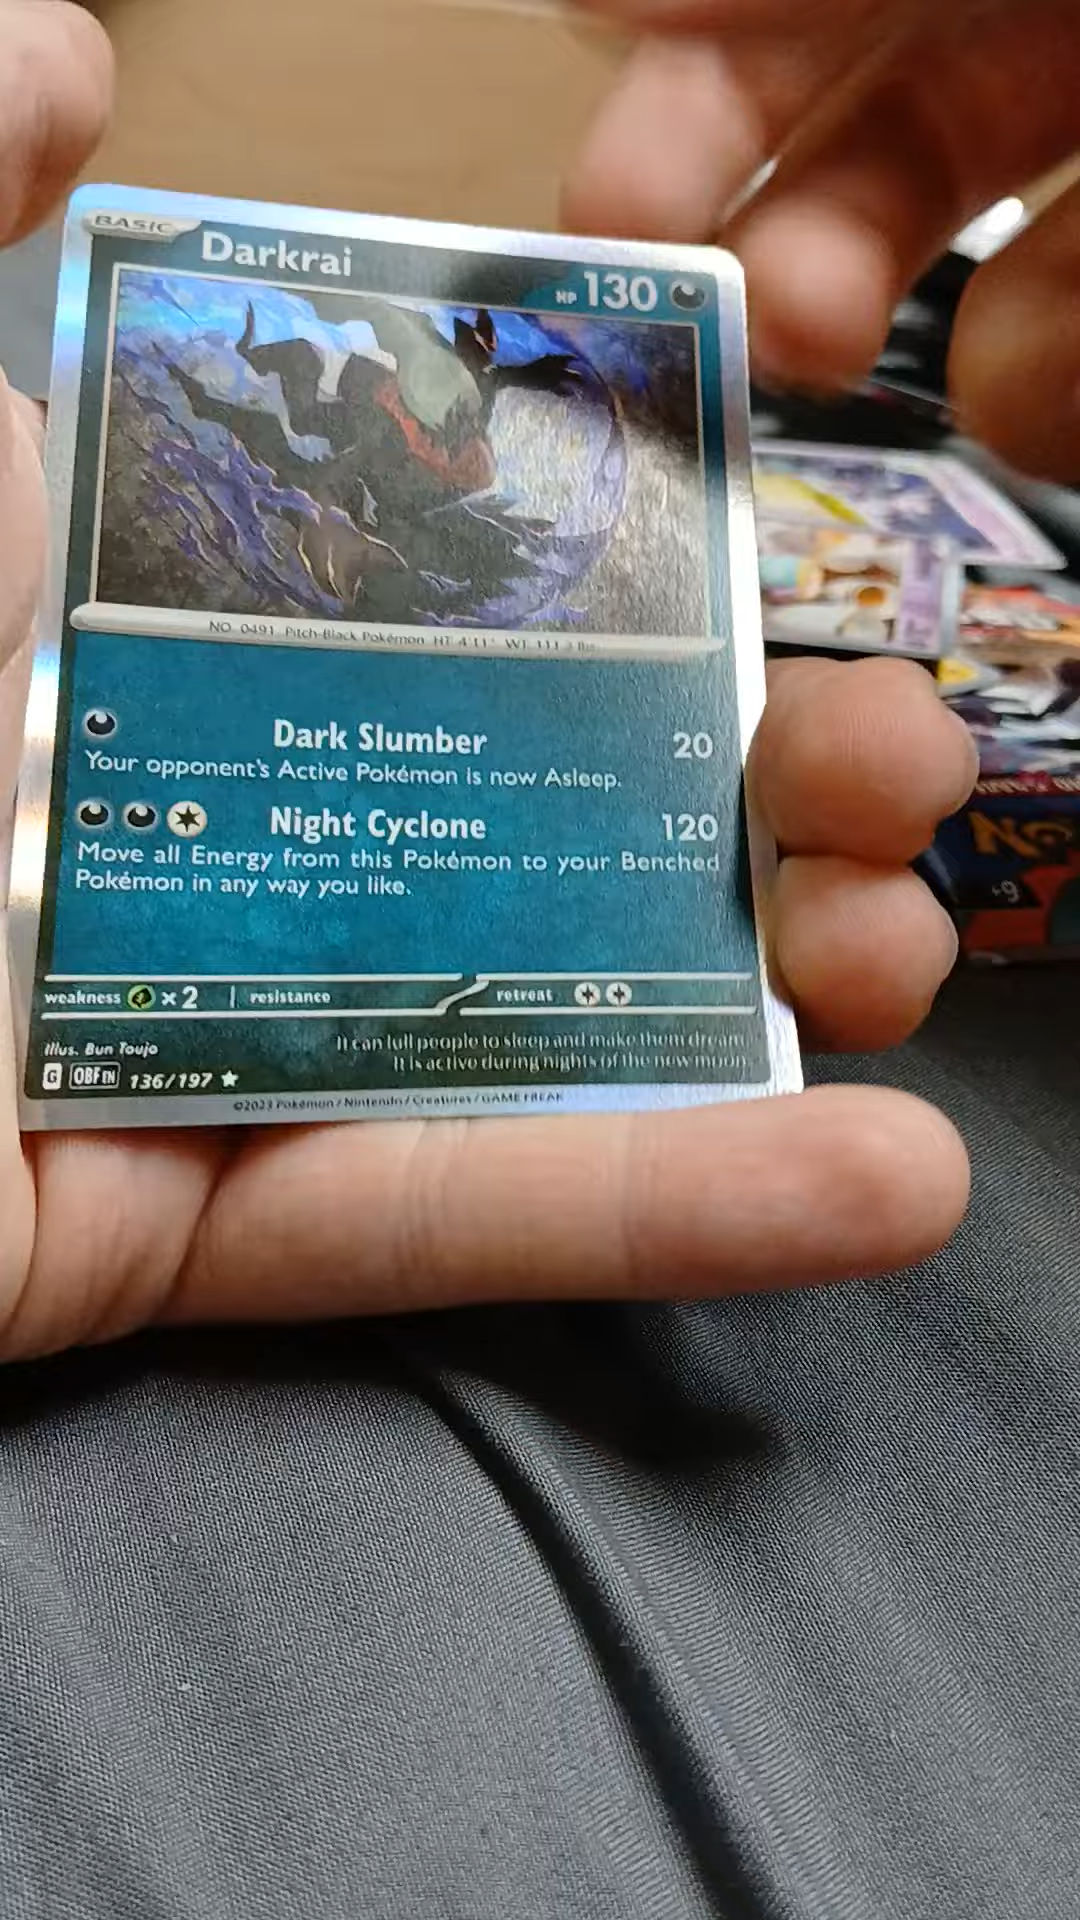 BASIC
Darkrai
HP 130
NO. 0491 Pitch-Black Pokémon HT: 4'11" WT: 111.3 lbs.
Dark Slumber 20
Your opponent's Active Pokémon is now Asleep.
Night Cyclone 120
Move all Energy from this Pokémon to your Benched
Pokémon in any way you like.
weakness x2 resistance retreat
Illus. Bun Toujo
It can lull people to sleep and make them dream.
It is active during nights of the new moon.
G OBF EN 136/197
©2023 Pokémon / Nintendo / Creatures / GAME FREAK